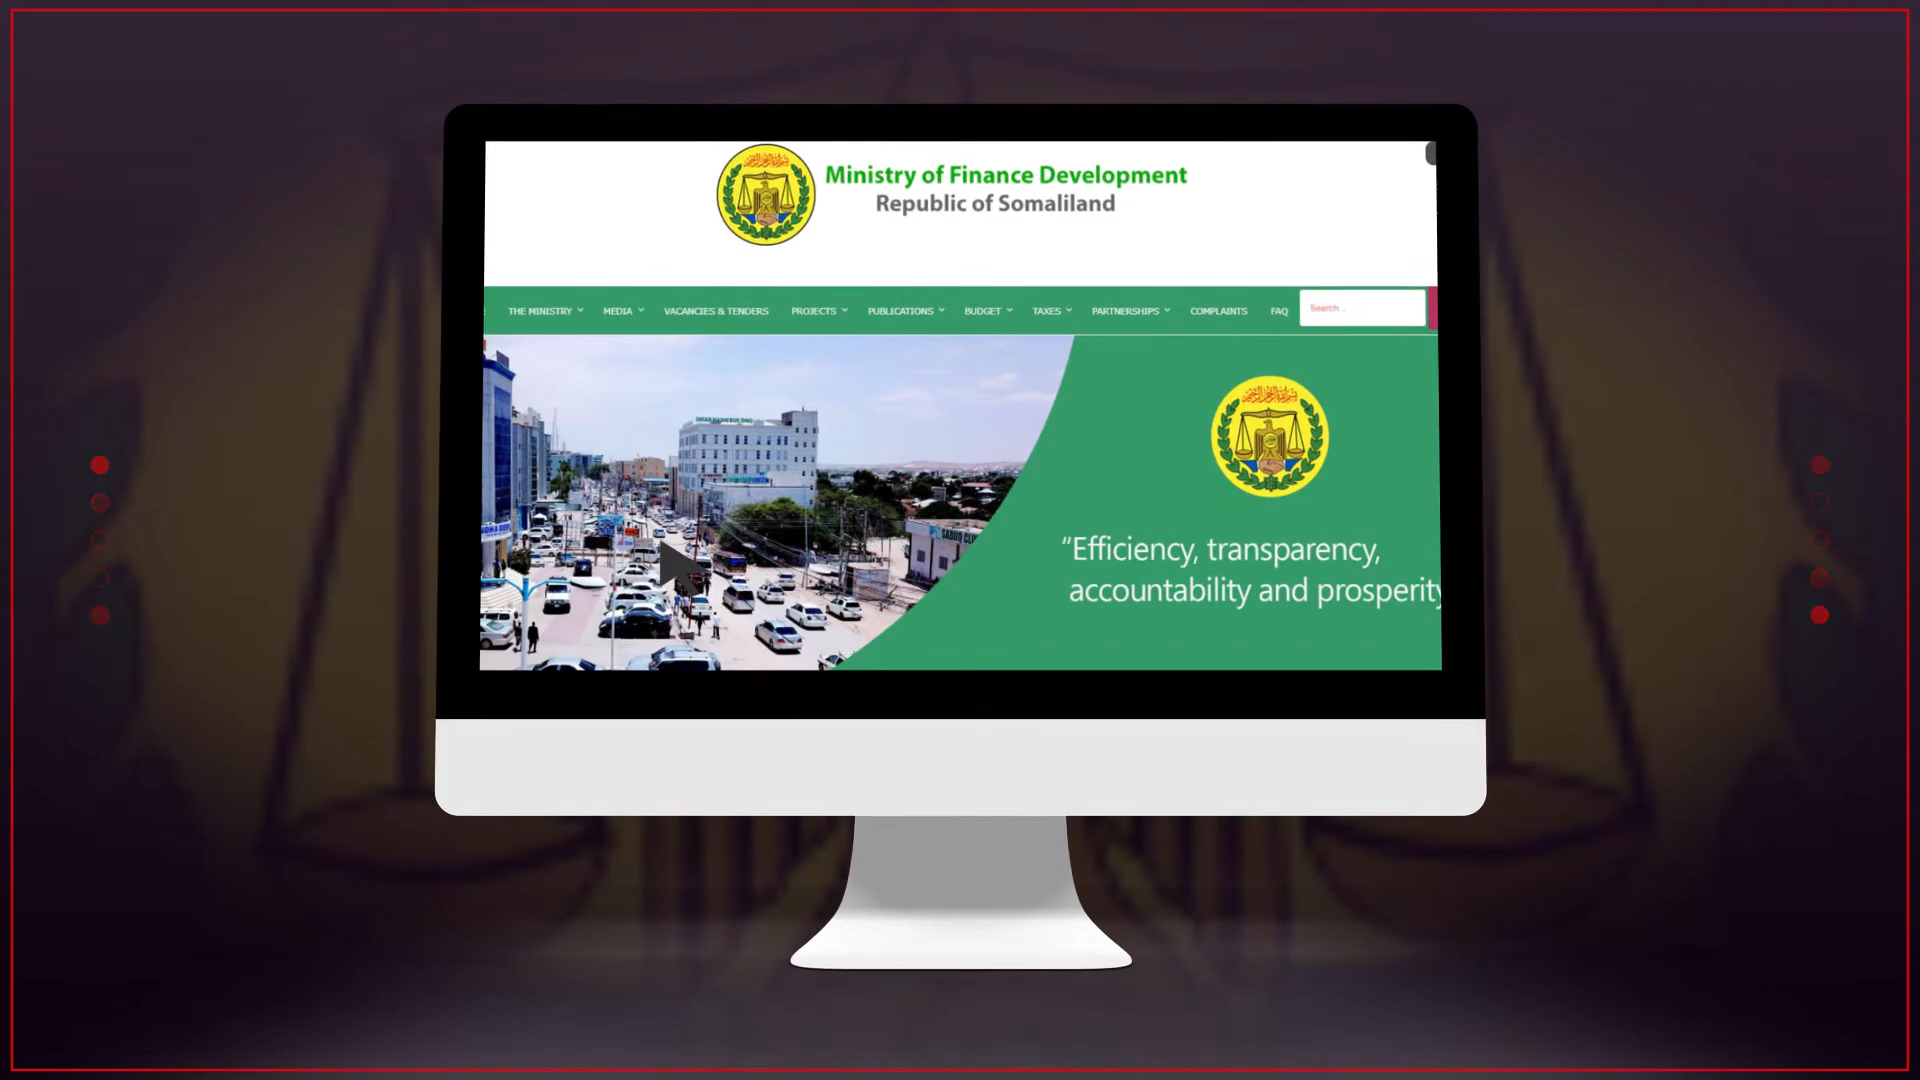 Ministry of Finance Development
Republic of Somaliland
THE MINISTRY
MEDIA
VACANCIES & TENDERS
PROJECTS
PUBLICATIONS
BUDGET
TAXES
PARTNERSHIPS
COMPLAINTS
FAQ
Search...
“Efficiency, transparency,
accountability and prosperity